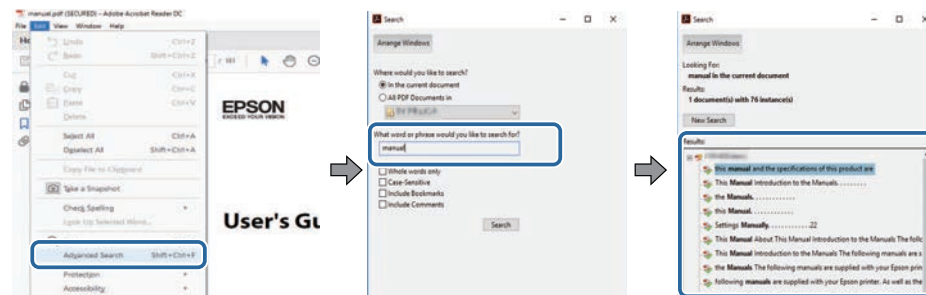 manual.pdf (SECURED) - Adobe Acrobat Reader DC
File Edit View Window Help
Undo Ctrl+Z
Shift+Ctrl+Z
Cut Ctrl+X
Copy Ctrl+C
Paste Ctrl+V
Delete
Select All Ctrl+A
Deselect All Shift+Ctrl+A
Copy File to Clipboard
Take a Snapshot
Check Spelling
Look Up Selected Word...
Advanced Search Shift+Ctrl+F
Protection
Accessibility
EPSON
EXCEED YOUR VISION
User's Gu
Search
Arrange Windows
Where would you like to search?
In the current document
All PDF Documents in
What word or phrase would you like to search for?
manual
Whole words only
Case-Sensitive
Include Bookmarks
Include Comments
Search
Search
Arrange Windows
Looking For:
manual in the current document
Results:
1 document(s) with 76 instance(s)
New Search
Results:
this manual and the specifications of this product are
This Manual Introduction to the Manuals. . . . . . . . .
the Manuals. . . . . . . . . . . .
this Manual. . . . . . . . . . . .
Settings Manually. . . . . . . . . . . .22
This Manual About This Manual Introduction to the Manuals The follc
This Manual Introduction to the Manuals The following manuals are s
the Manuals The following manuals are supplied with your Epson prin
following manuals are supplied with your Epson printer. As well as the